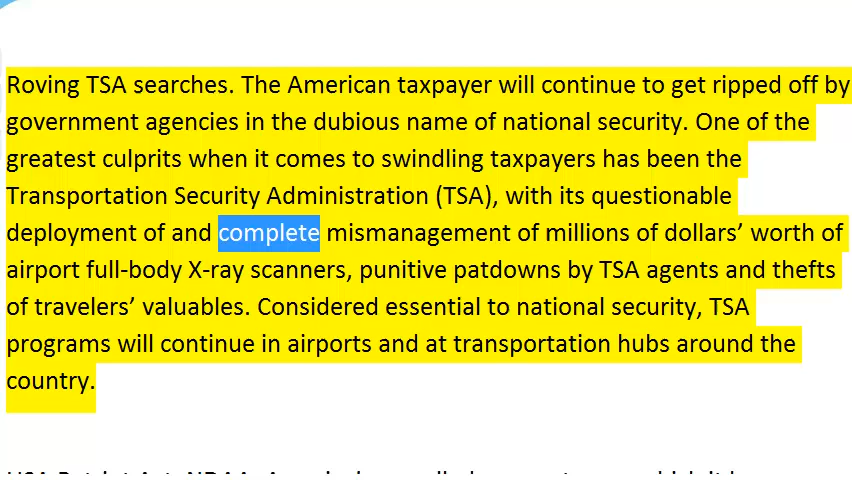 Roving TSA searches. The American taxpayer will continue to get ripped off by
government agencies in the dubious name of national security. One of the
greatest culprits when it comes to swindling taxpayers has been the
Transportation Security Administration (TSA), with its questionable
deployment of and complete mismanagement of millions of dollars’ worth of
airport full-body X-ray scanners, punitive patdowns by TSA agents and thefts
of travelers’ valuables. Considered essential to national security, TSA
programs will continue in airports and at transportation hubs around the
country.